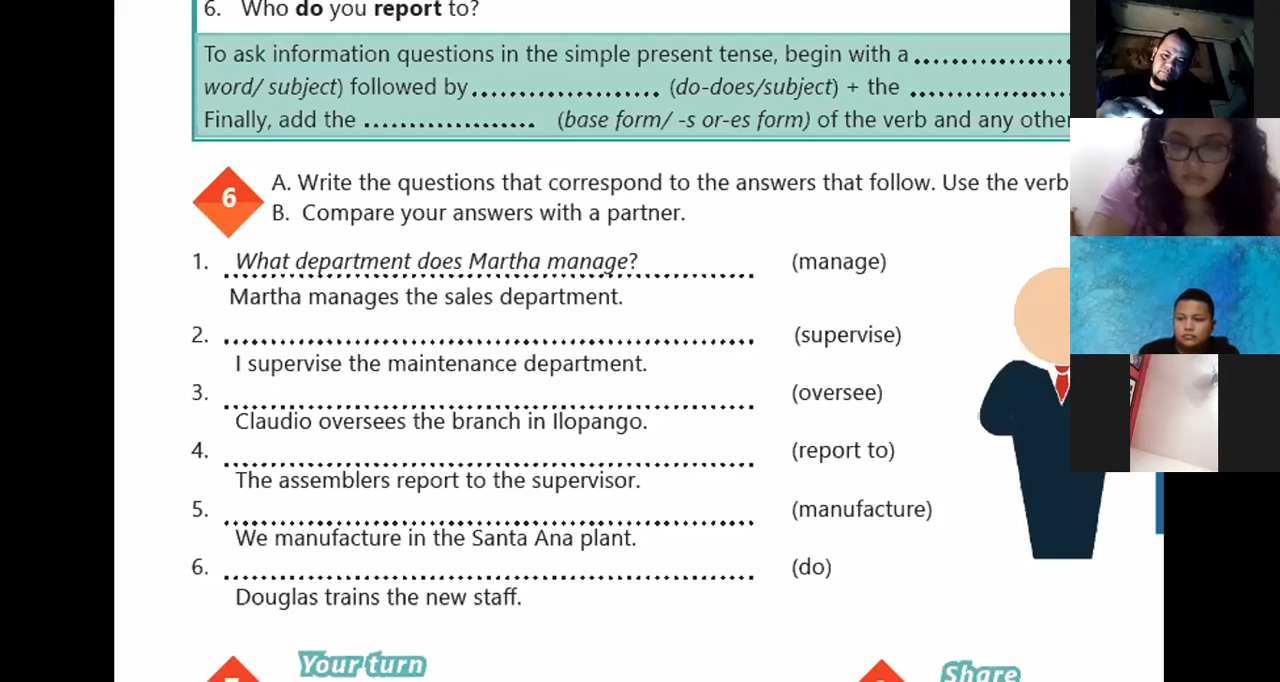 6. Who do you report to?
To ask information questions in the simple present tense, begin with a ....................
word/ subject) followed by .................... (do-does/subject) + the ....................
Finally, add the .................... (base form/ -s or-es form) of the verb and any other
6
A. Write the questions that correspond to the answers that follow. Use the verb
B. Compare your answers with a partner.
1. What department does Martha manage? (manage)
Martha manages the sales department.
2. .................... (supervise)
I supervise the maintenance department.
3. .................... (oversee)
Claudio oversees the branch in Ilopango.
4. .................... (report to)
The assemblers report to the supervisor.
5. .................... (manufacture)
We manufacture in the Santa Ana plant.
6. .................... (do)
Douglas trains the new staff.
Your turn
Share